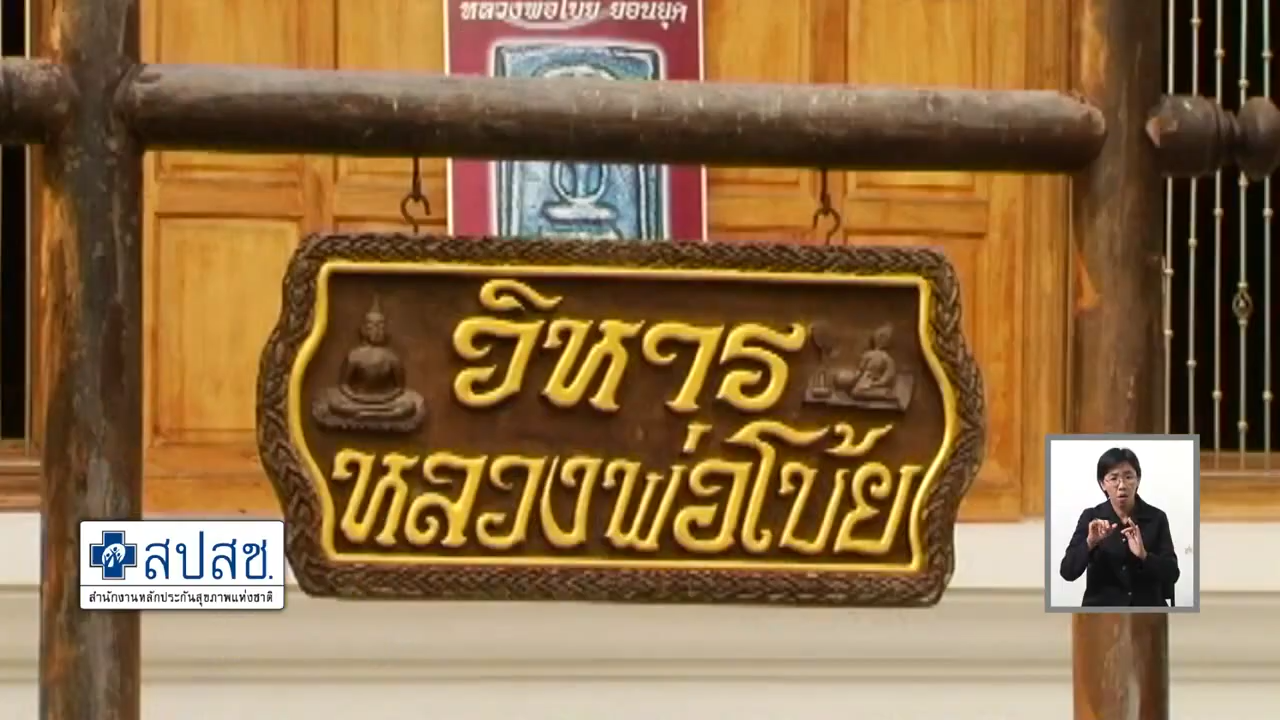 หลวงพ่อโบ้ย ย้อนยุค
วิหาร
หลวงพ่อโบ้ย
สปสช.
สำนักงานหลักประกันสุขภาพแห่งชาติ